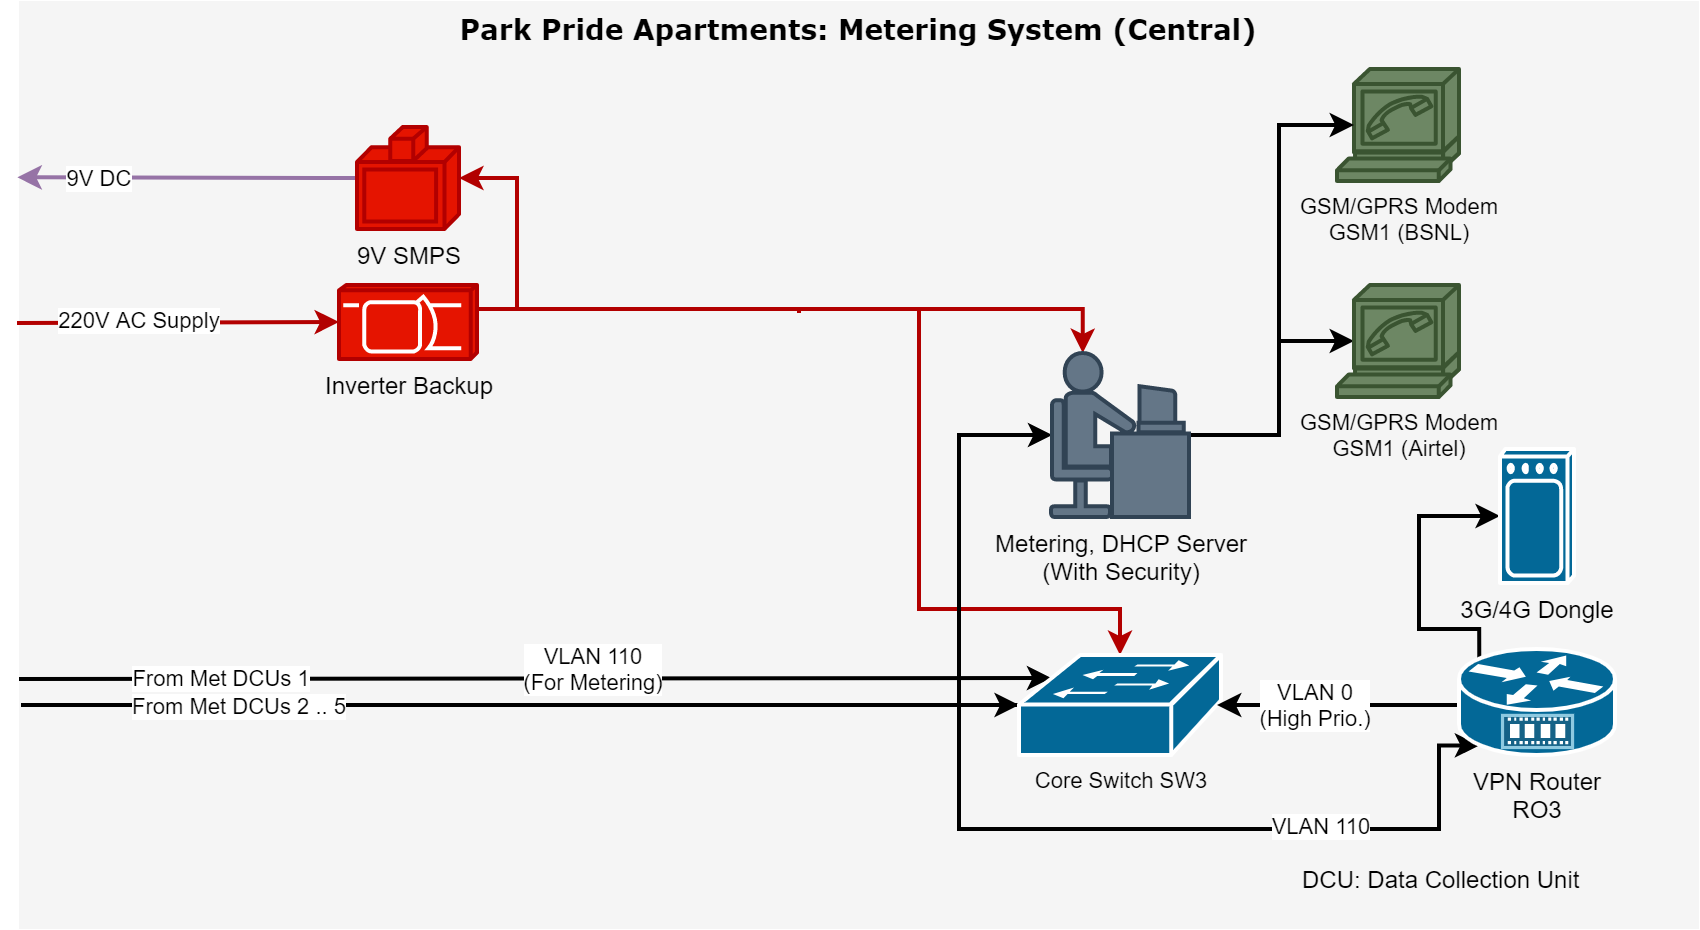 Park Pride Apartments: Metering System (Central)
9V DC
9V SMPS
220V AC Supply
Inverter Backup
GSM/GPRS Modem
GSM1 (BSNL)
GSM/GPRS Modem
GSM1 (Airtel)
Metering, DHCP Server
(With Security)
3G/4G Dongle
From Met DCUs 1
From Met DCUs 2 .. 5
VLAN 110
(For Metering)
Core Switch SW3
VLAN 0
(High Prio.)
VPN Router
RO3
VLAN 110
DCU: Data Collection Unit